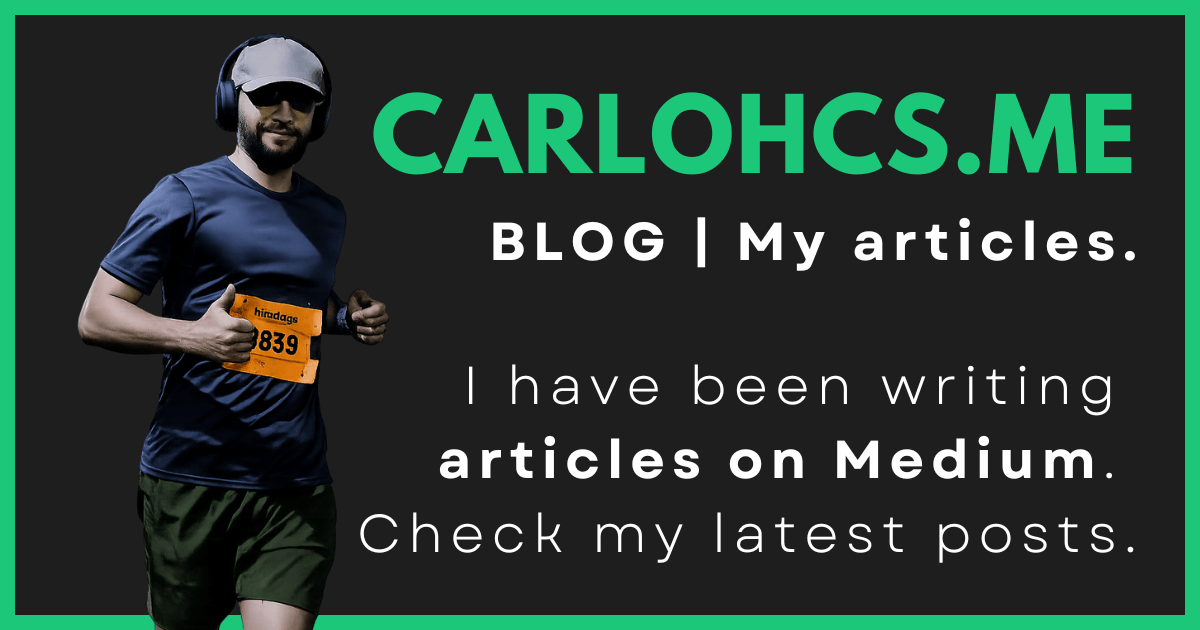 CARLOHCS.ME
BLOG | My articles.
himdags
839
I have been writing
articles on Medium.
Check my latest posts.